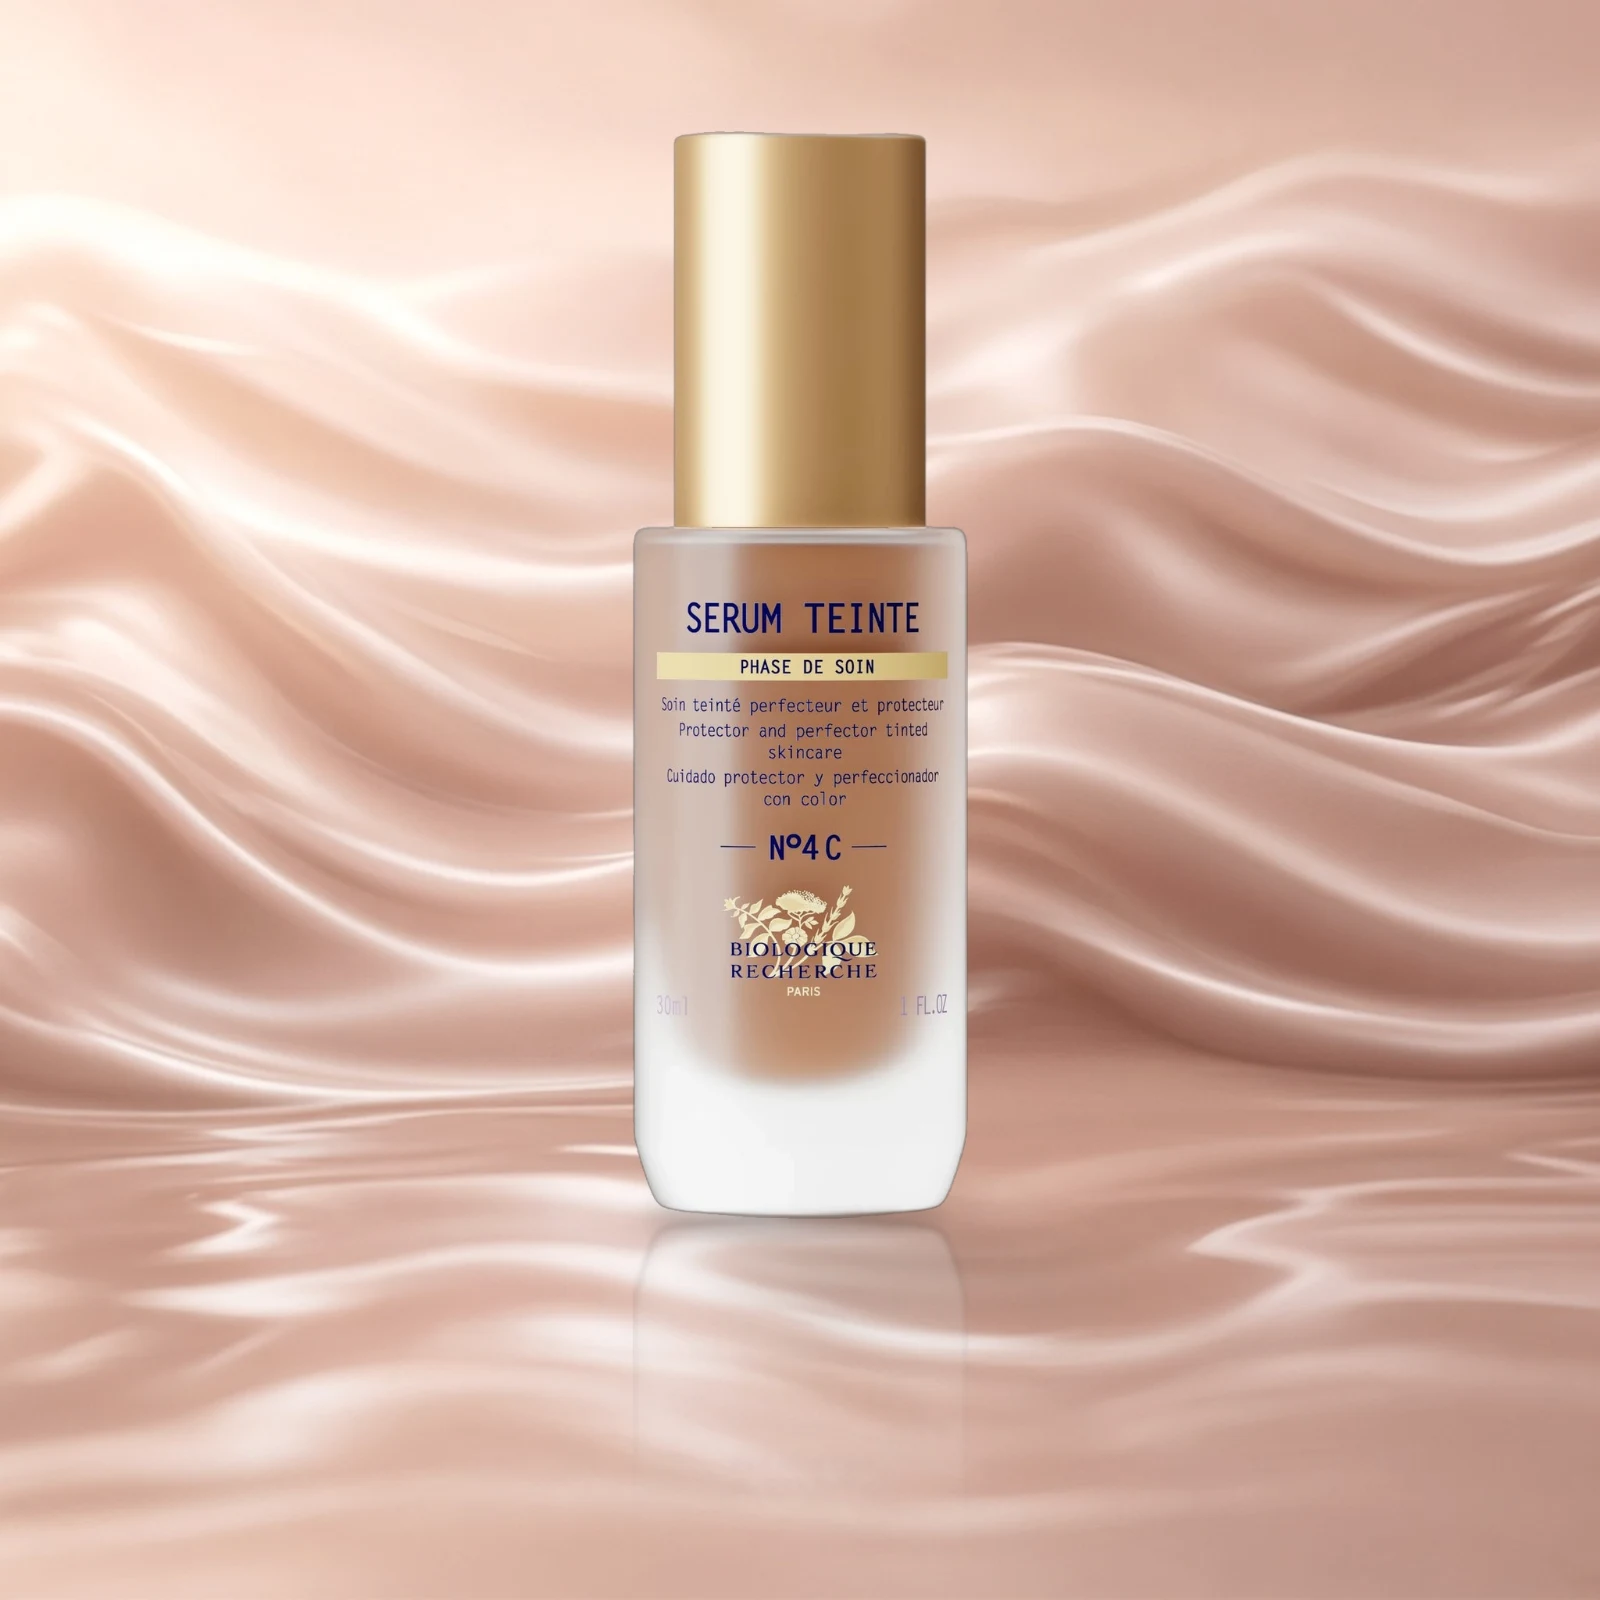 SERUM TEINTE
PHASE DE SOIN
Soin teinté perfecteur et protecteur
Protector and perfector tinted
skincare
Cuidado protector y perfeccionador
con color
Nº4 C
BIOLOGIQUE
RECHERCHE
PARIS
30ml 1 FL.OZ